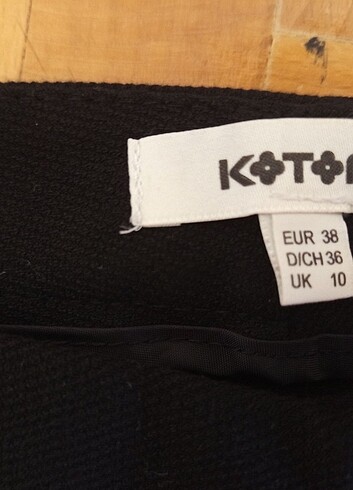 KOTO
EUR 38
D/CH 36
UK 10